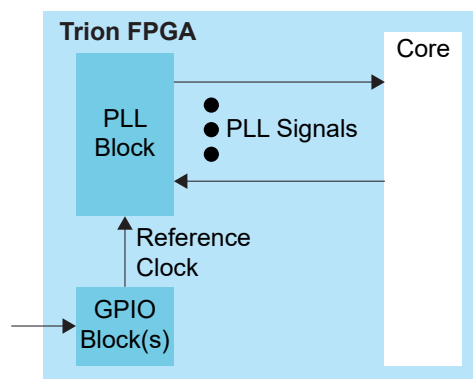 Trion FPGA
Core
PLL
Block
PLL Signals
Reference
Clock
GPIO
Block(s)